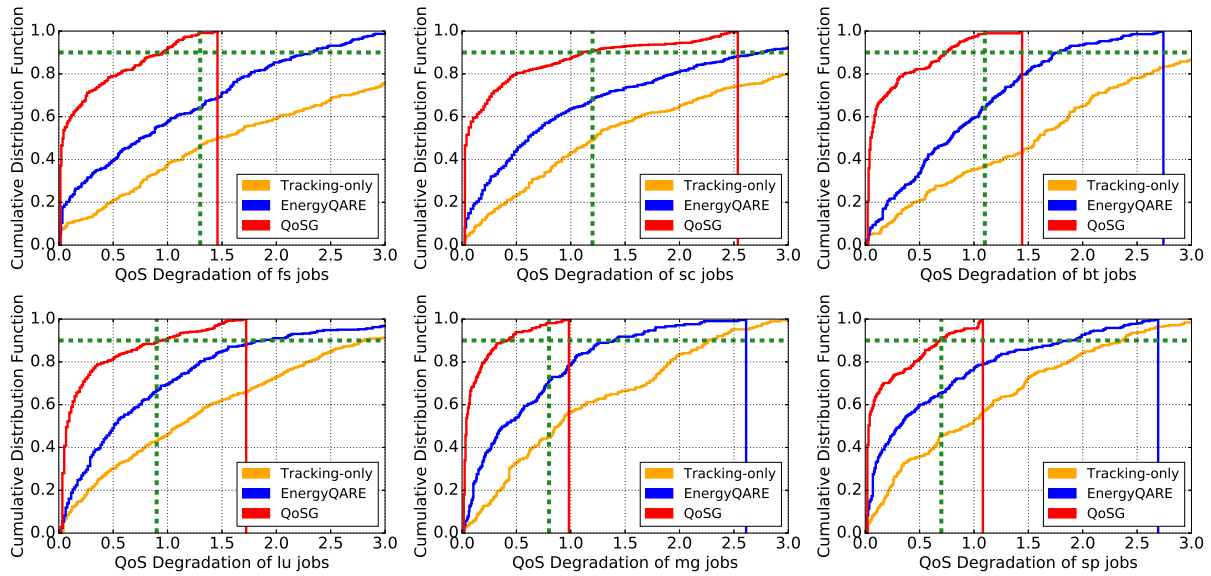 Cumulative Distribution Function
1.0
0.8
0.6
0.4
0.2
0.0
0.0 0.5 1.0 1.5 2.0 2.5 3.0
QoS Degradation of fs jobs
Tracking-only
EnergyQARE
QoSG
Cumulative Distribution Function
1.0
0.8
0.6
0.4
0.2
0.0
0.0 0.5 1.0 1.5 2.0 2.5 3.0
QoS Degradation of sc jobs
Tracking-only
EnergyQARE
QoSG
Cumulative Distribution Function
1.0
0.8
0.6
0.4
0.2
0.0
0.0 0.5 1.0 1.5 2.0 2.5 3.0
QoS Degradation of bt jobs
Tracking-only
EnergyQARE
QoSG
Cumulative Distribution Function
1.0
0.8
0.6
0.4
0.2
0.0
0.0 0.5 1.0 1.5 2.0 2.5 3.0
QoS Degradation of lu jobs
Tracking-only
EnergyQARE
QoSG
Cumulative Distribution Function
1.0
0.8
0.6
0.4
0.2
0.0
0.0 0.5 1.0 1.5 2.0 2.5 3.0
QoS Degradation of mg jobs
Tracking-only
EnergyQARE
QoSG
Cumulative Distribution Function
1.0
0.8
0.6
0.4
0.2
0.0
0.0 0.5 1.0 1.5 2.0 2.5 3.0
QoS Degradation of sp jobs
Tracking-only
EnergyQARE
QoSG